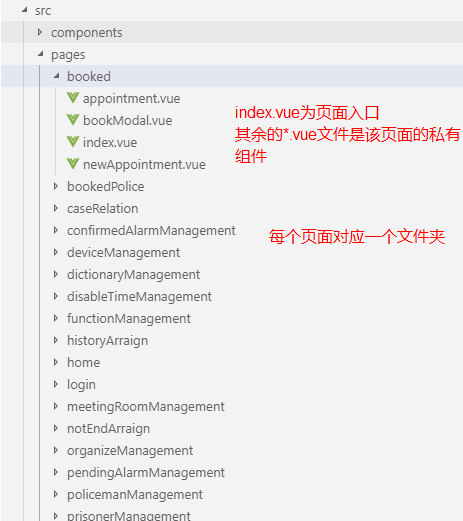 src
components
pages
booked
appointment.vue
bookModal.vue
index.vue
newAppointment.vue
index.vue为页面入口
其余的*.vue文件是该页面的私有
组件
bookedPolice
caseRelation
confirmedAlarmManagement
每个页面对应一个文件夹
deviceManagement
dictionaryManagement
disableTimeManagement
functionManagement
historyArraign
home
login
meetingRoomManagement
notEndArraign
organizeManagement
pendingAlarmManagement
policemanManagement
prisonerManagement